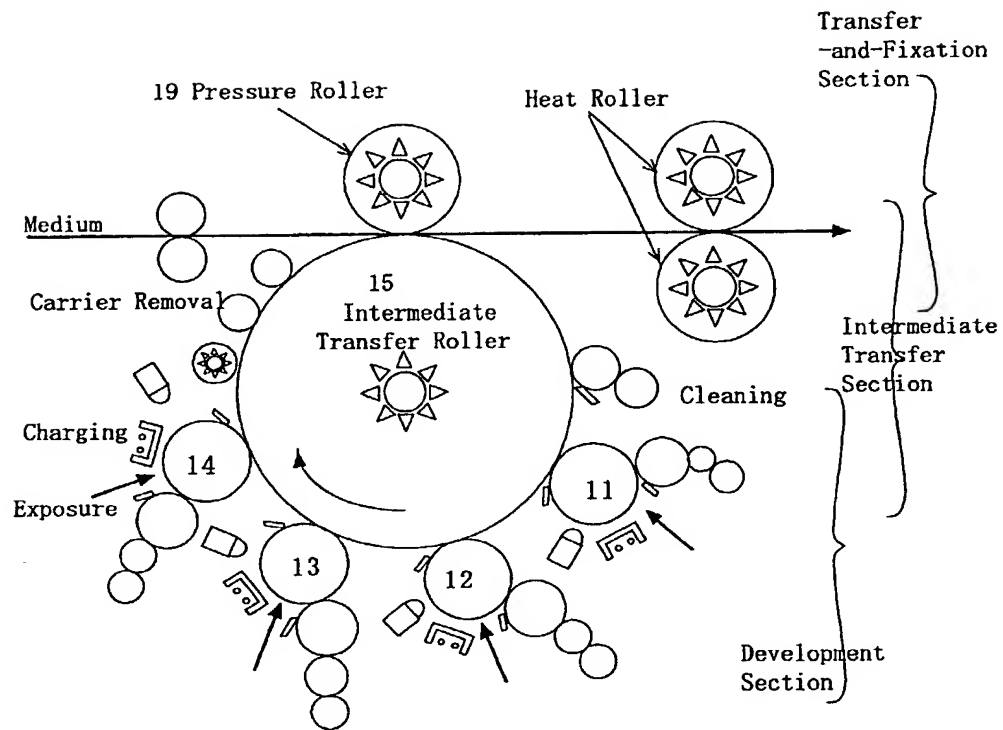 Transfer
-and-Fixation
Section
19 Pressure Roller
Heat Roller
Medium
15
Intermediate
Transfer Roller
Carrier Removal
Intermediate
Transfer
Section
Cleaning
Charging
14
11
Exposure
13
12
Development
Section